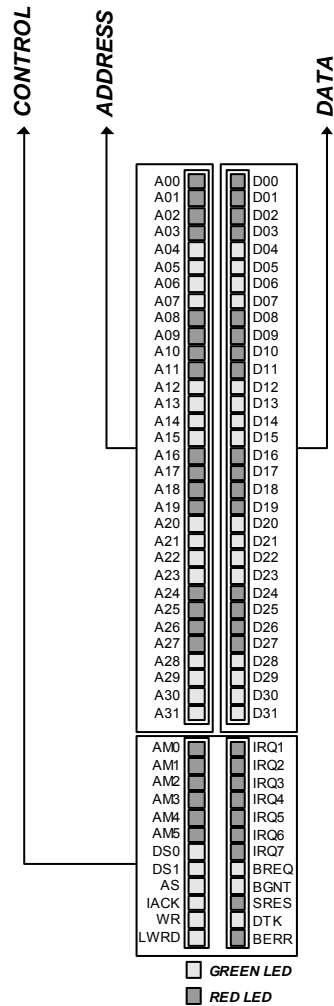 CONTROL
ADDRESS
DATA
A00 D00
A01 D01
A02 D02
A03 D03
A04 D04
A05 D05
A06 D06
A07 D07
A08 D08
A09 D09
A10 D10
A11 D11
A12 D12
A13 D13
A14 D14
A15 D15
A16 D16
A17 D17
A18 D18
A19 D19
A20 D20
A21 D21
A22 D22
A23 D23
A24 D24
A25 D25
A26 D26
A27 D27
A28 D28
A29 D29
A30 D30
A31 D31
AM0 IRQ1
AM1 IRQ2
AM2 IRQ3
AM3 IRQ4
AM4 IRQ5
AM5 IRQ6
DS0 IRQ7
DS1 BREQ
AS BGNT
IACK SRES
WR DTK
LWRD BERR
GREEN LED
RED LED